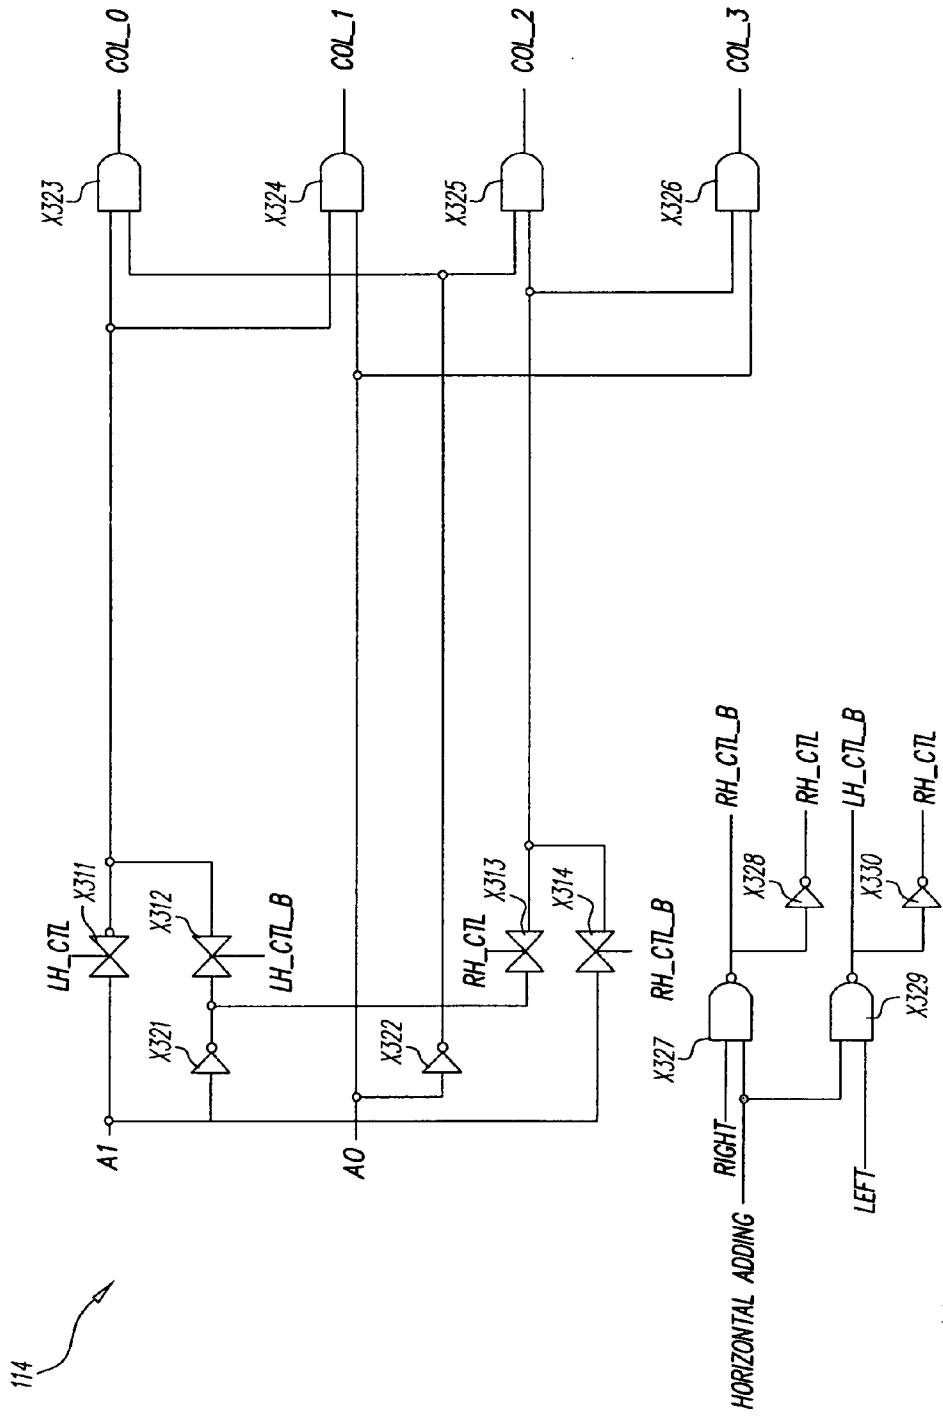 114
COL_0
COL_1
COL_2
COL_3
X323
X324
X325
X326
LH_CTL
X311
X312
LH_CTL_B
RH_CTL
X313
X314
RH_CTL_B
X321
X322
A1
A0
RH_CTL_B
RH_CTL
LH_CTL_B
RH_CTL
X328
X330
X327
X329
RIGHT
HORIZONTAL ADDING
LEFT